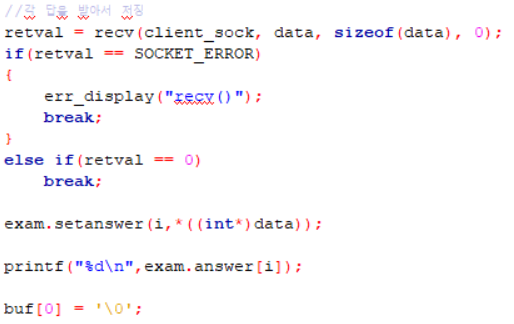 //각 답을 받아서 저장
retval = recv(client_sock, data, sizeof(data), 0);
if(retval == SOCKET_ERROR)
{
err_display("recv()");
break;
}
else if(retval == 0)
break;
exam.setanswer(i,*((int*)data));
printf("%d\n",exam.answer[i]);
buf[0] = '\0';